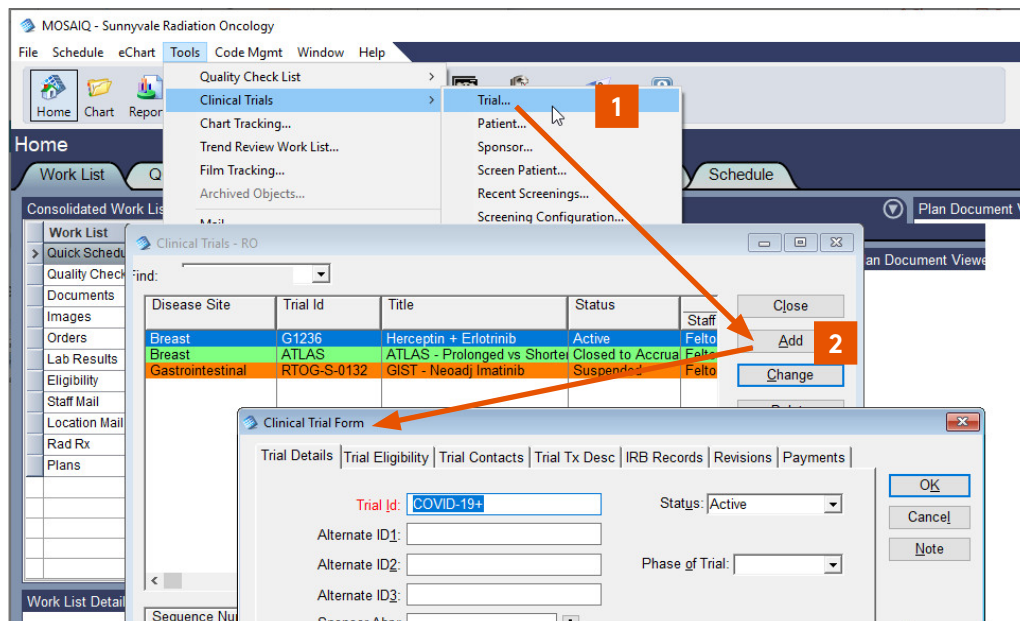 MOSAIQ - Sunnyvale Radiation Oncology
File Schedule eChart Tools Code Mgmt Window Help
Quality Check List >
Clinical Trials >
Chart Tracking...
Trend Review Work List...
Film Tracking...
Archived Objects...
Trial...
Patient...
Sponsor...
Screen Patient...
Recent Screenings...
Screening Configuration...
1
Home Chart Repor
Home
Work List Q Schedule
Consolidated Work Lis
Plan Document V
an Document Viewe
Work List
Quick Schedu
Quality Check
Documents
Images
Orders
Lab Results
Eligibility
Staff Mail
Location Mail
Rad Rx
Plans
Work List Detail
Clinical Trials - RO
Find:
Disease Site Trial Id Title Status Staff
Breast G1236 Herceptin + Erlotrinib Active Felto
Breast ATLAS ATLAS - Prolonged vs Shorter Closed to Accrua Felto
Gastrointestinal RTOG-S-0132 GIST - Neoadj Imatinib Suspended Felto
Close
Add
2
Change
Sequence Nu
Clinical Trial Form
Trial Details Trial Eligibility Trial Contacts Trial Tx Desc IRB Records Revisions Payments
Trial Id: COVID-19+ Status: Active
Alternate ID1:
Alternate ID2: Phase of Trial:
Alternate ID3:
OK
Cancel
Note